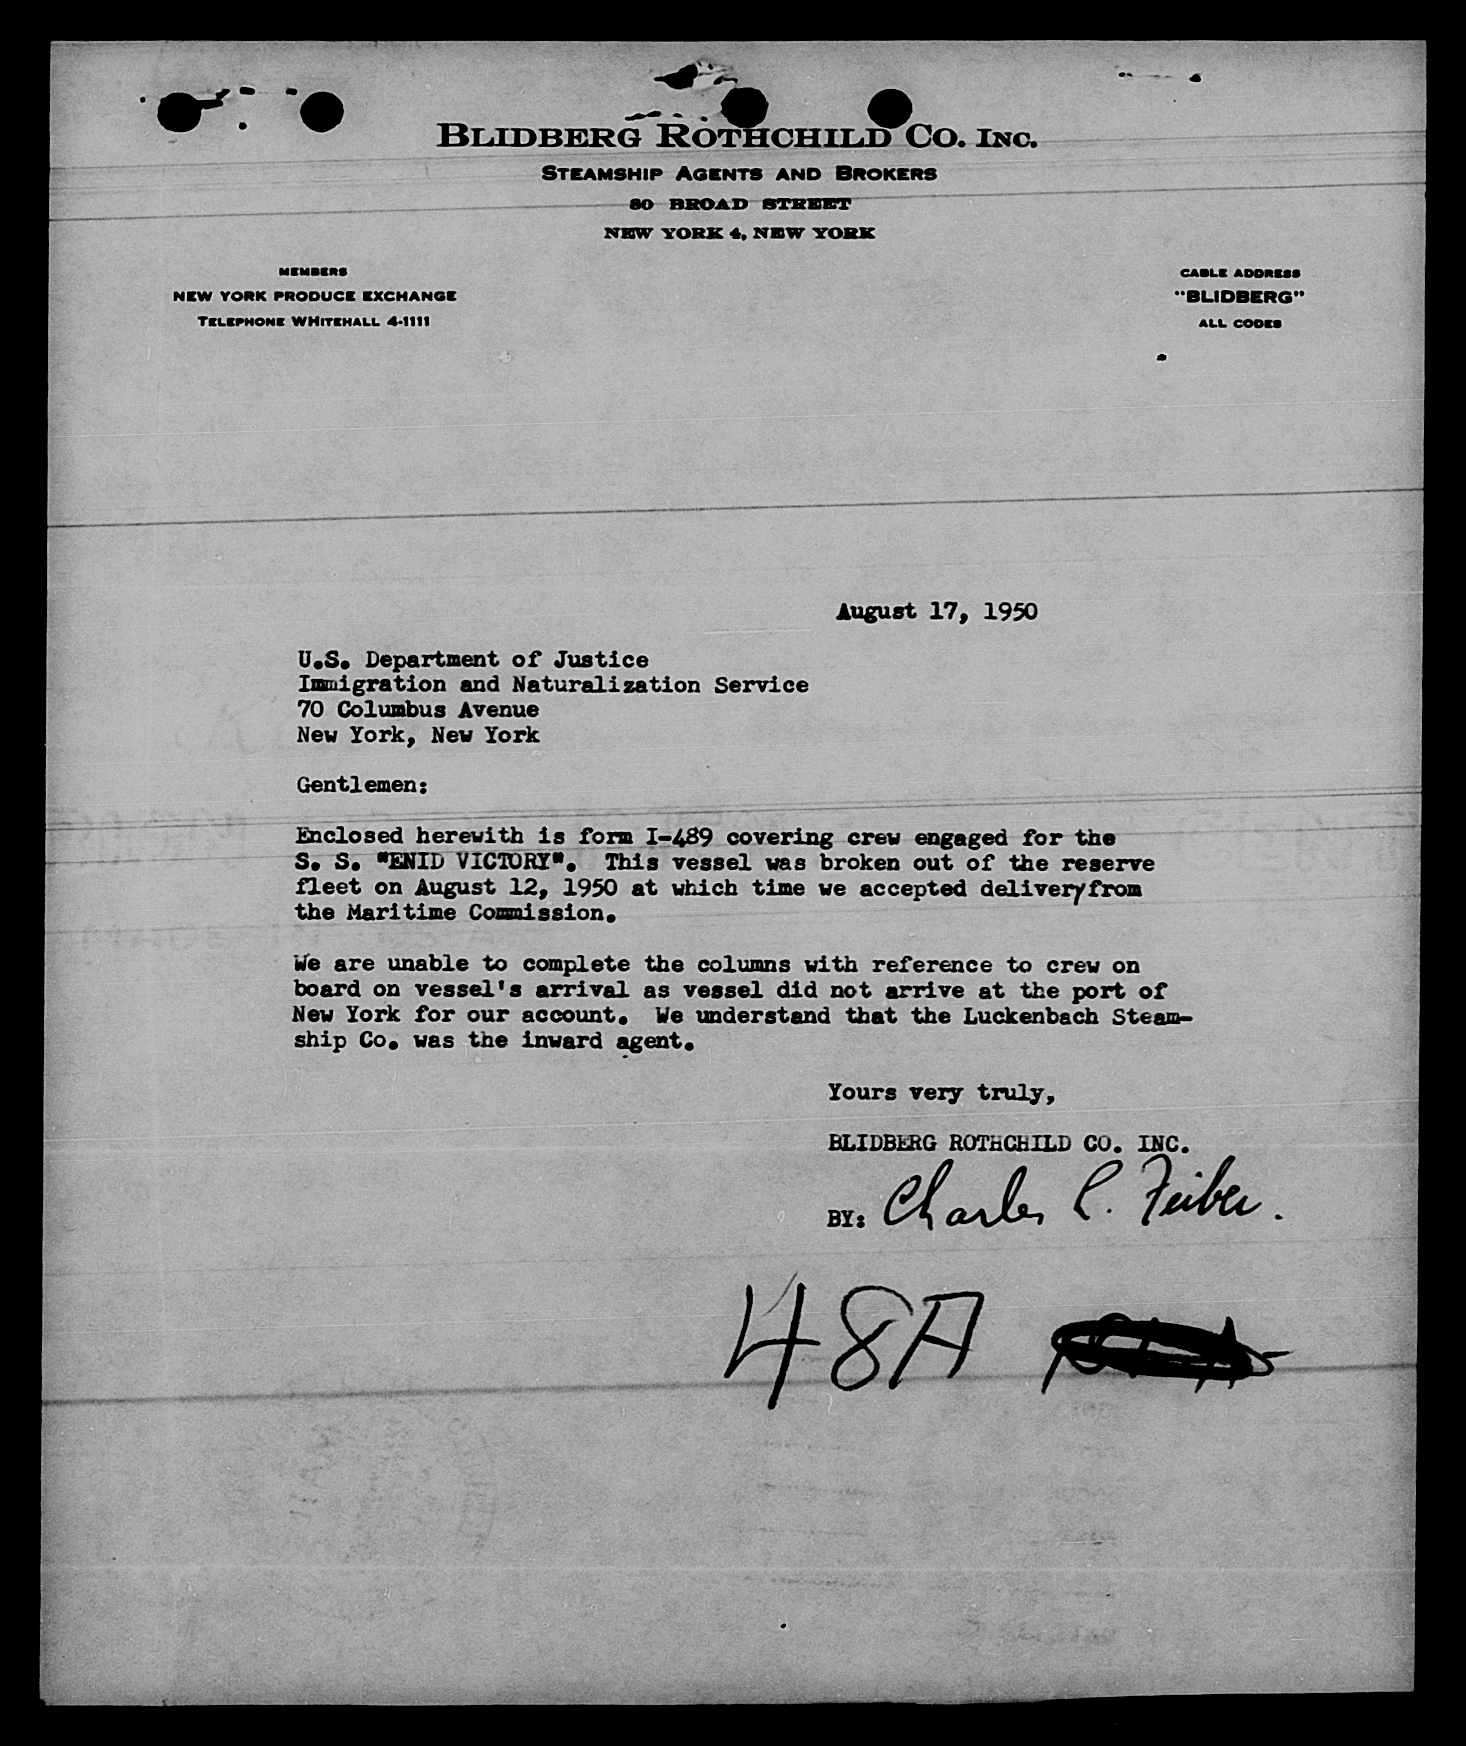 BLIDBERG ROTHCHILD CO. INC.
STEAMSHIP AGENTS AND BROKERS
80 BROAD STREET
NEW YORK 4, NEW YORK
MEMBERS
NEW YORK PRODUCE EXCHANGE
TELEPHONE WHITEHALL 4-1111
CABLE ADDRESS
"BLIDBERG"
ALL CODES
August 17, 1950
U.S. Department of Justice
Immigration and Naturalization Service
70 Columbus Avenue
New York, New York
Gentlemen:
Enclosed herewith is form I-489 covering crew engaged for the
S. S. "ENID VICTORY". This vessel was broken out of the reserve
fleet on August 12, 1950 at which time we accepted delivery/from
the Maritime Commission.
We are unable to complete the columns with reference to crew on
board on vessel's arrival as vessel did not arrive at the port of
New York for our account. We understand that the Luckenbach Steam-
ship Co. was the inward agent.
Yours very truly,
BLIDBERG ROTHCHILD CO. INC.
BY: Charles R. Feiber.
48A